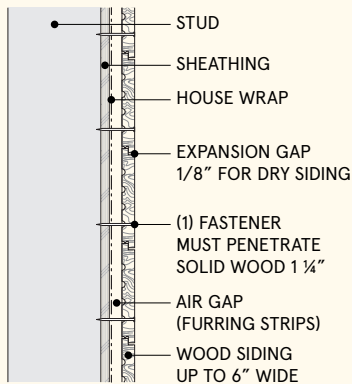 STUD
SHEATHING
HOUSE WRAP
EXPANSION GAP
1/8” FOR DRY SIDING
(1) FASTENER
MUST PENETRATE
SOLID WOOD 1 ¼”
AIR GAP
(FURRING STRIPS)
WOOD SIDING
UP TO 6” WIDE